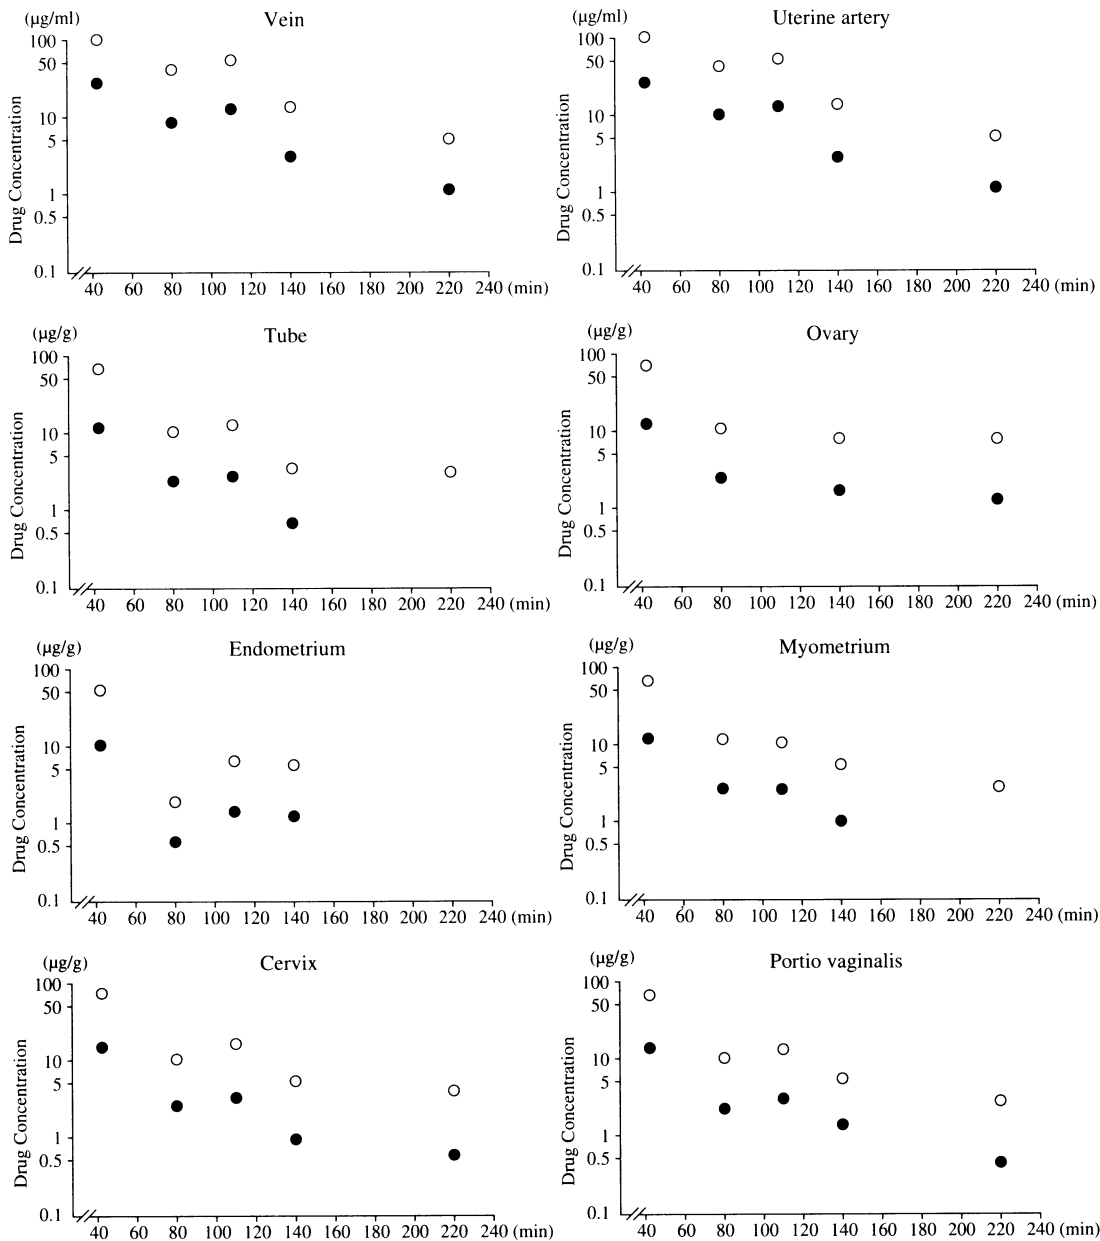 (μg/ml) Vein
100
50
10
5
1
0.5
0.1
Drug Concentration
40 60 80 100 120 140 160 180 200 220 240 (min)
(μg/ml) Uterine artery
100
50
10
5
1
0.5
0.1
Drug Concentration
40 60 80 100 120 140 160 180 200 220 240 (min)
(μg/g) Tube
100
50
10
5
1
0.5
0.1
Drug Concentration
40 60 80 100 120 140 160 180 200 220 240 (min)
(μg/g) Ovary
100
50
10
5
1
0.5
0.1
Drug Concentration
40 60 80 100 120 140 160 180 200 220 240 (min)
(μg/g) Endometrium
100
50
10
5
1
0.5
0.1
Drug Concentration
40 60 80 100 120 140 160 180 200 220 240 (min)
(μg/g) Myometrium
100
50
10
5
1
0.5
0.1
Drug Concentration
40 60 80 100 120 140 160 180 200 220 240 (min)
(μg/g) Cervix
100
50
10
5
1
0.5
0.1
Drug Concentration
40 60 80 100 120 140 160 180 200 220 240 (min)
(μg/g) Portio vaginalis
100
50
10
5
1
0.5
0.1
Drug Concentration
40 60 80 100 120 140 160 180 200 220 240 (min)